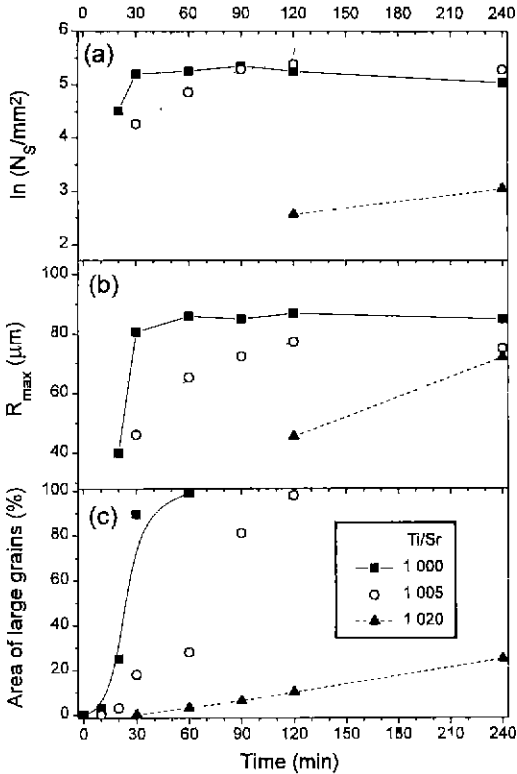 0 30 60 90 120 150 180 210 240
6
(a)
5
4
3
2
ln (N_S/mm²)
100
(b)
80
60
40
R_max (µm)
100
(c)
80
60
40
20
0
Area of large grains (%)
Ti/Sr
1 000
1 005
1 020
0 30 60 90 120 150 180 210 240
Time (min)